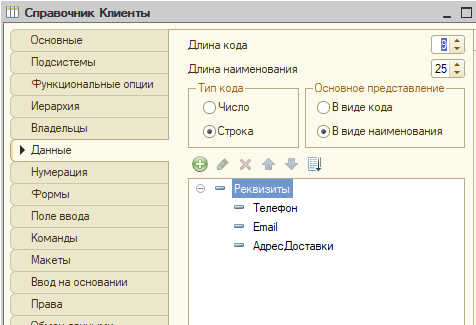 Справочник Клиенты
Основные
Подсистемы
Функциональные опции
Иерархия
Владельцы
Данные
Нумерация
Формы
Поле ввода
Команды
Макеты
Ввод на основании
Права
Длина кода 9
Длина наименования 25
Тип кода
Число
Строка
Основное представление
В виде кода
В виде наименования
Реквизиты
Телефон
Email
АдресДоставки